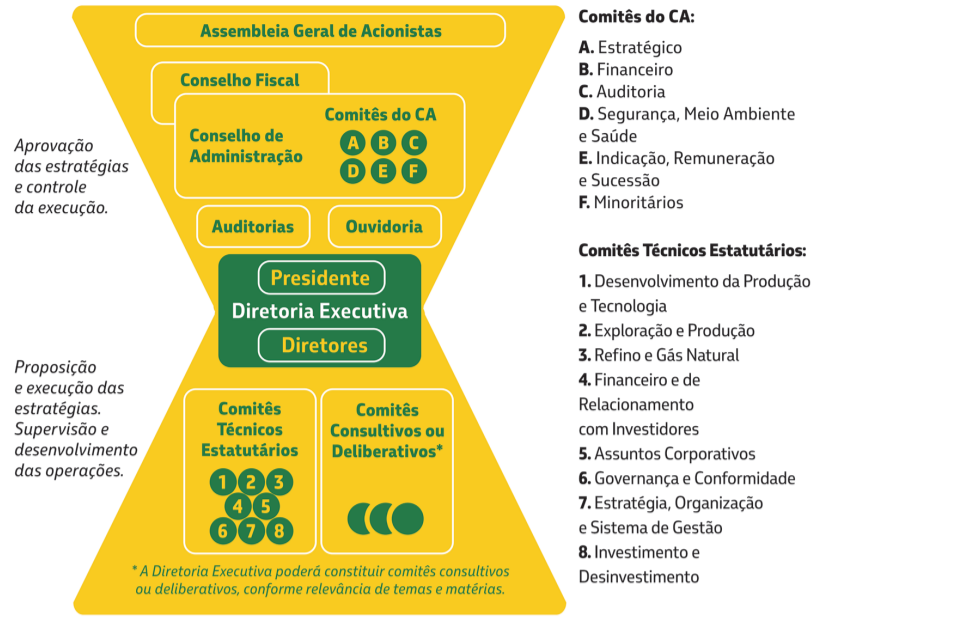 Assembleia Geral de Acionistas
Conselho Fiscal
Conselho de
Administração
Comitês do CA
A B C
D E F
Auditorias
Ouvidoria
Presidente
Diretoria Executiva
Diretores
Comitês
Técnicos
Estatutários
1 2 3
4 5
6 7 8
Comitês
Consultivos ou
Deliberativos*
* A Diretoria Executiva poderá constituir comitês consultivos
ou deliberativos, conforme relevância de temas e matérias.
Aprovação
das estratégias
e controle
da execução.
Proposição
e execução das
estratégias.
Supervisão e
desenvolvimento
das operações.
Comitês do CA:
A. Estratégico
B. Financeiro
C. Auditoria
D. Segurança, Meio Ambiente
e Saúde
E. Indicação, Remuneração
e Sucessão
F. Minoritários
Comitês Técnicos Estatutários:
1. Desenvolvimento da Produção
e Tecnologia
2. Exploração e Produção
3. Refino e Gás Natural
4. Financeiro e de
Relacionamento
com Investidores
5. Assuntos Corporativos
6. Governança e Conformidade
7. Estratégia, Organização
e Sistema de Gestão
8. Investimento e
Desinvestimento